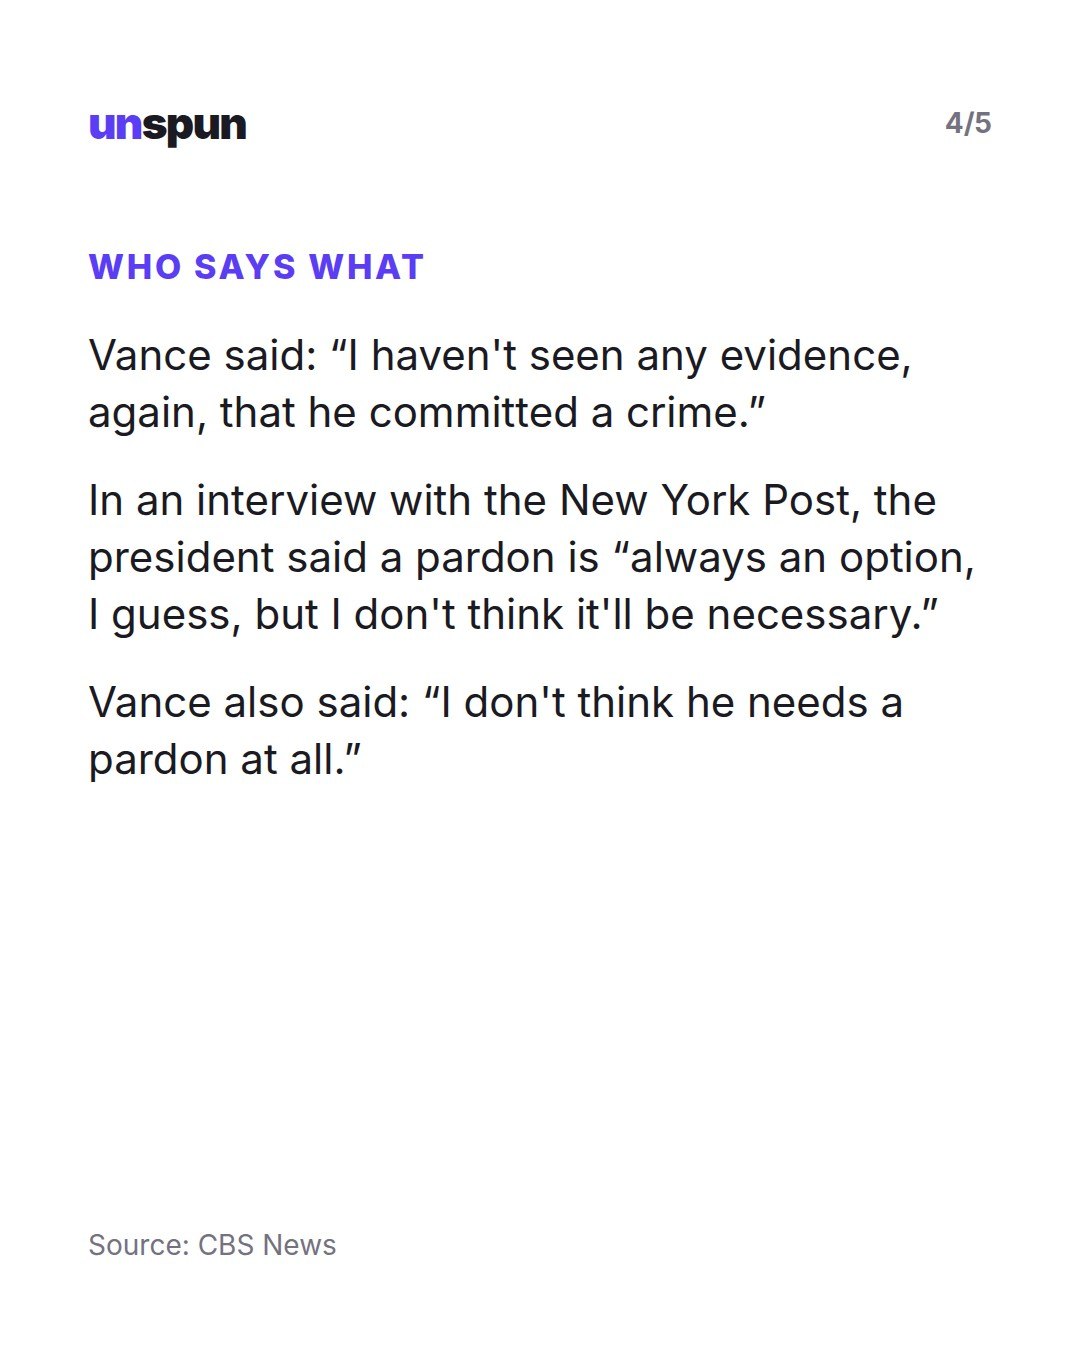 unspun
4/5
WHO SAYS WHAT
Vance said: “I haven't seen any evidence,
again, that he committed a crime.”
In an interview with the New York Post, the
president said a pardon is “always an option,
I guess, but I don't think it'll be necessary.”
Vance also said: “I don't think he needs a
pardon at all.”
Source: CBS News